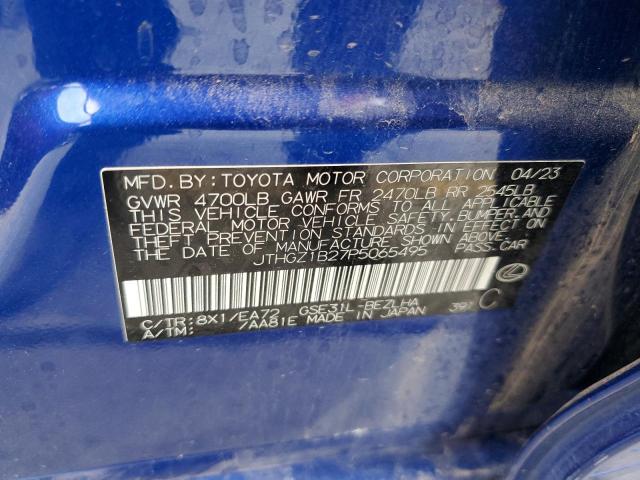 MFD.BY:TOYOTA MOTOR CORPORATION 04/23
GVWR 4700LB GAWR FR 2470LB RR 2545LB
THIS VEHICLE CONFORMS TO ALL APPLICABLE
FEDERAL MOTOR VEHICLE SAFETY,BUMPER,AND
THEFT PREVENTION STANDARDS IN EFFECT ON
THE DATE OF MANUFACTURE SHOWN ABOVE.
JTHGZ1B27P5065495 PASS.CAR
C/TR:8X1/EA72 GSE31L-BEZLHA
A/TM: /AA81E MADE IN JAPAN 391 C